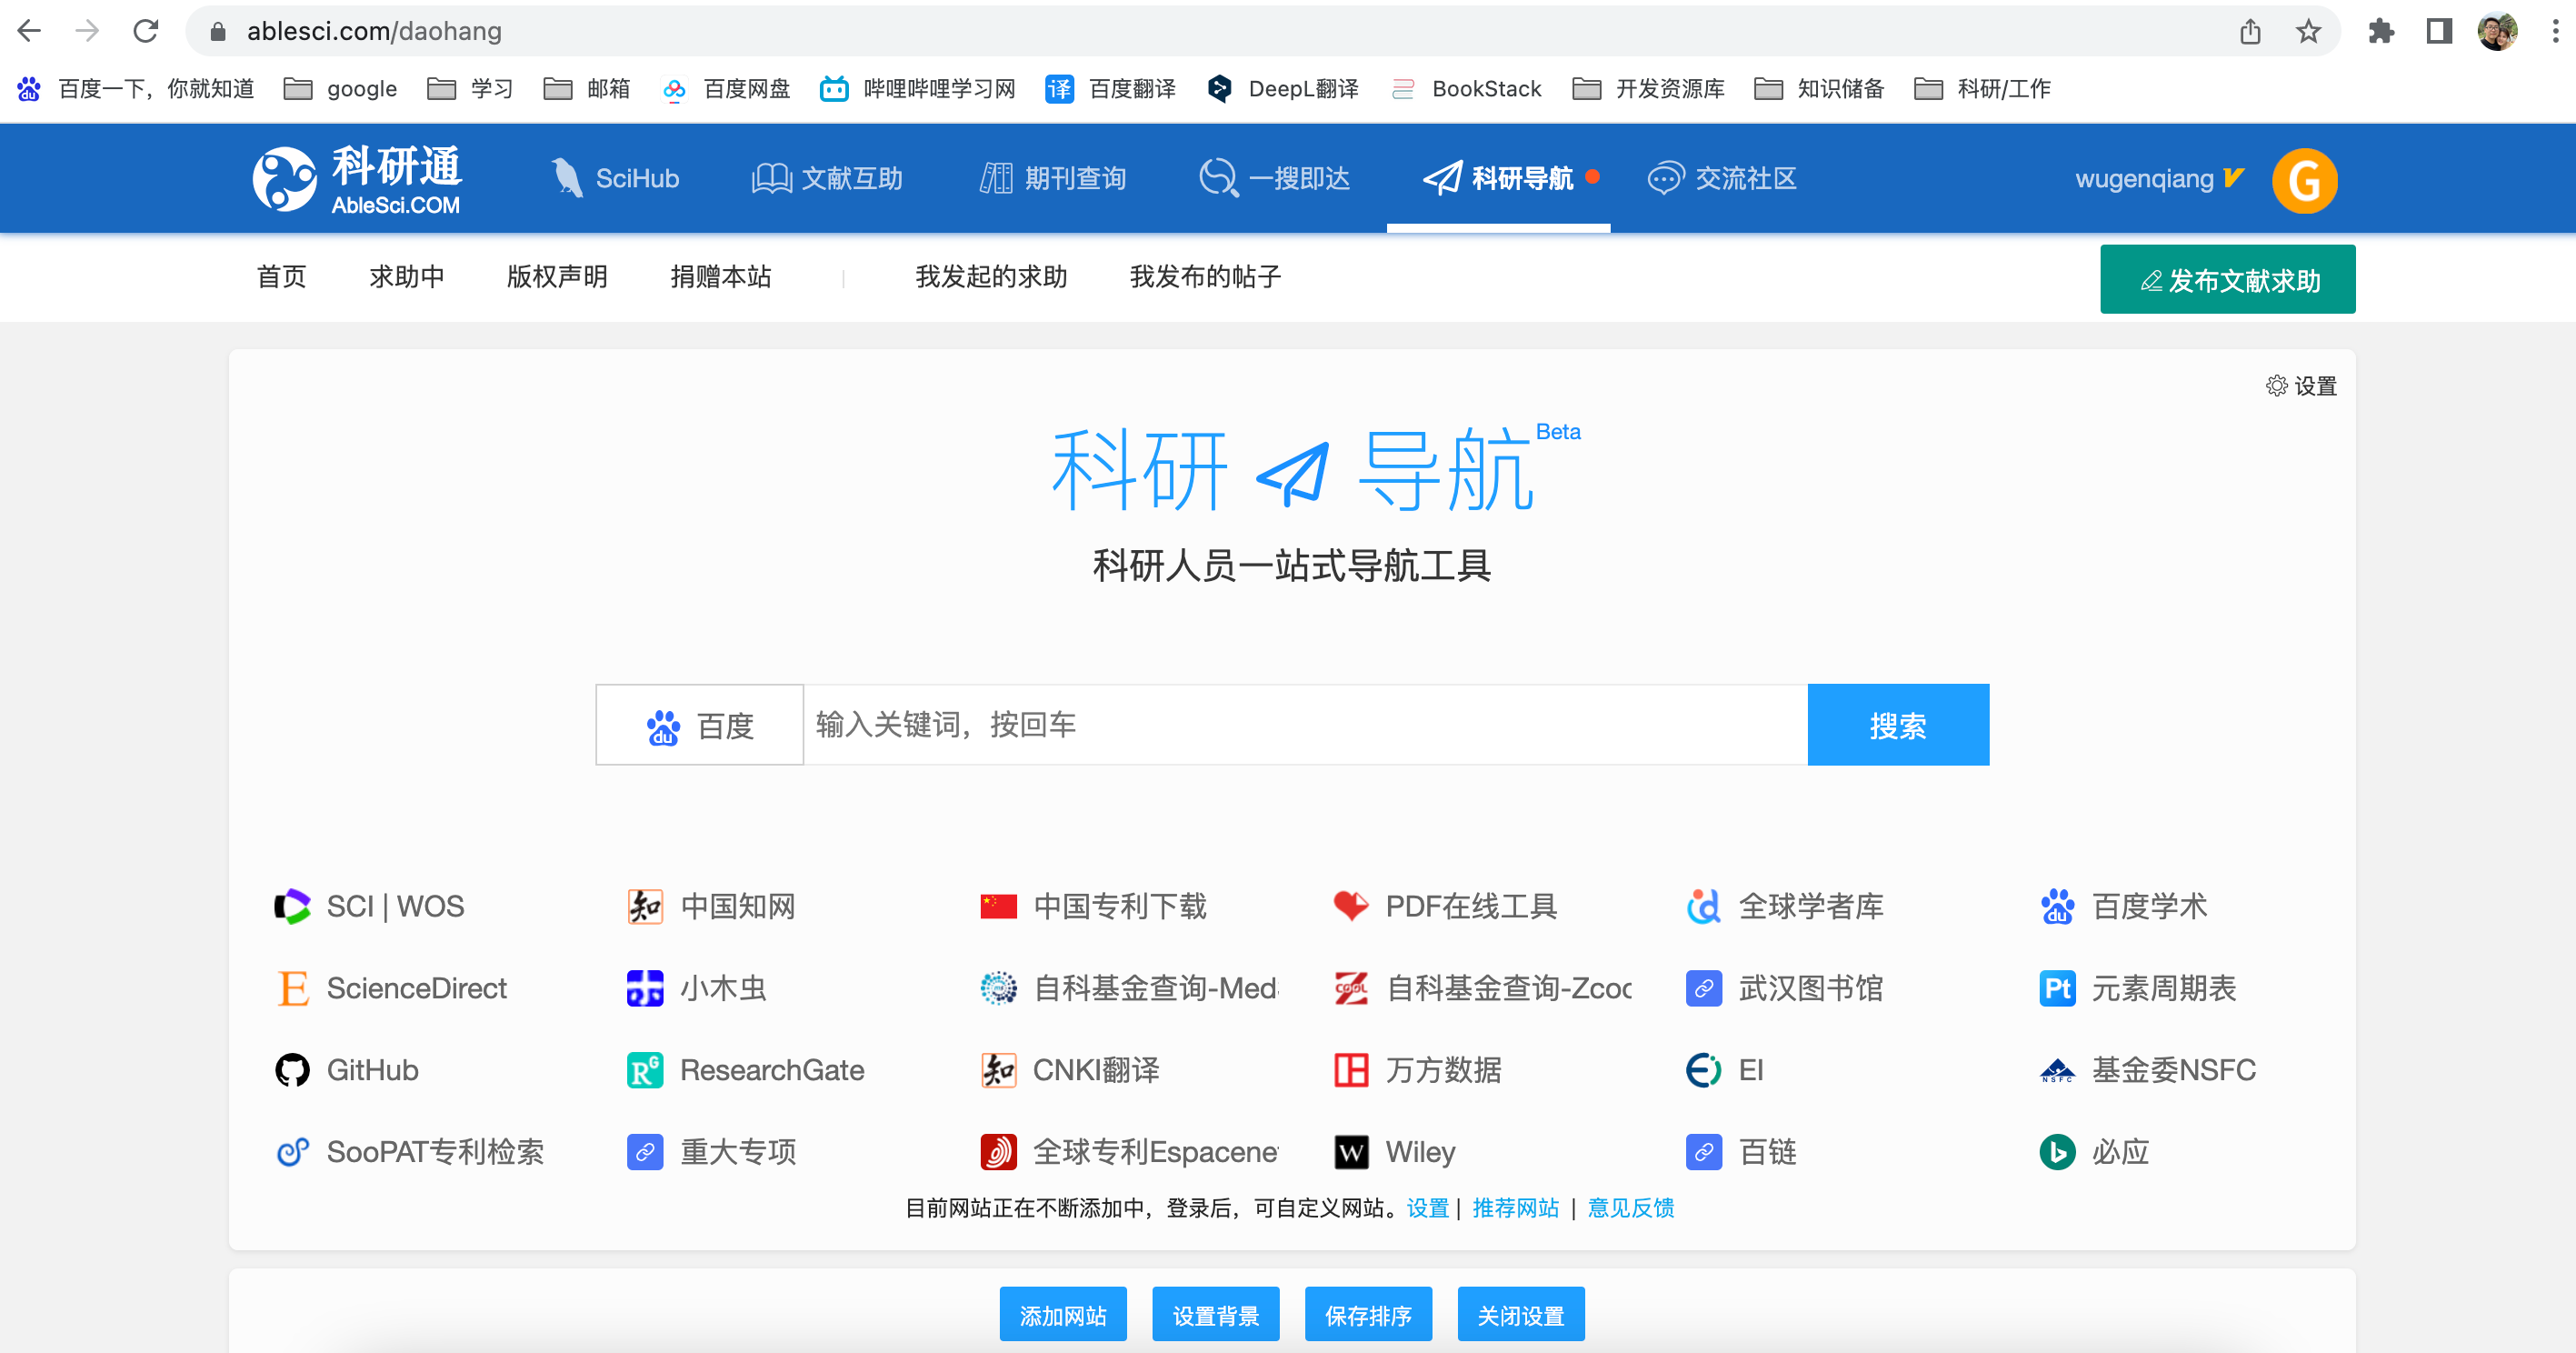 ablesci.com/daohang
百度一下，你就知道 google 学习 邮箱 百度网盘 哔哩哔哩学习网 译 百度翻译 DeepL翻译 BookStack 开发资源库 知识储备 科研/工作
科研通 SciHub 文献互助 期刊查询 一搜即达 科研导航 交流社区 wugenqiang V G
AbleSci.COM
首页 求助中 版权声明 捐赠本站 | 我发起的求助 我发布的帖子 发布文献求助
设置
科研 导航 Beta
科研人员一站式导航工具
du 百度 输入关键词，按回车 搜索
SCI | WOS 知 中国知网 中国专利下载 PDF在线工具 全球学者库 du 百度学术
E ScienceDirect 小木虫 自科基金查询-Med COOL 自科基金查询-Zcoo 武汉图书馆 Pt 元素周期表
GitHub RG ResearchGate 知 CNKI翻译 万方数据 EI NSFC 基金委NSFC
SooPAT专利检索 重大专项 全球专利Espacene W Wiley 百链 b 必应
目前网站正在不断添加中，登录后，可自定义网站。设置 | 推荐网站 | 意见反馈
添加网站 设置背景 保存排序 关闭设置